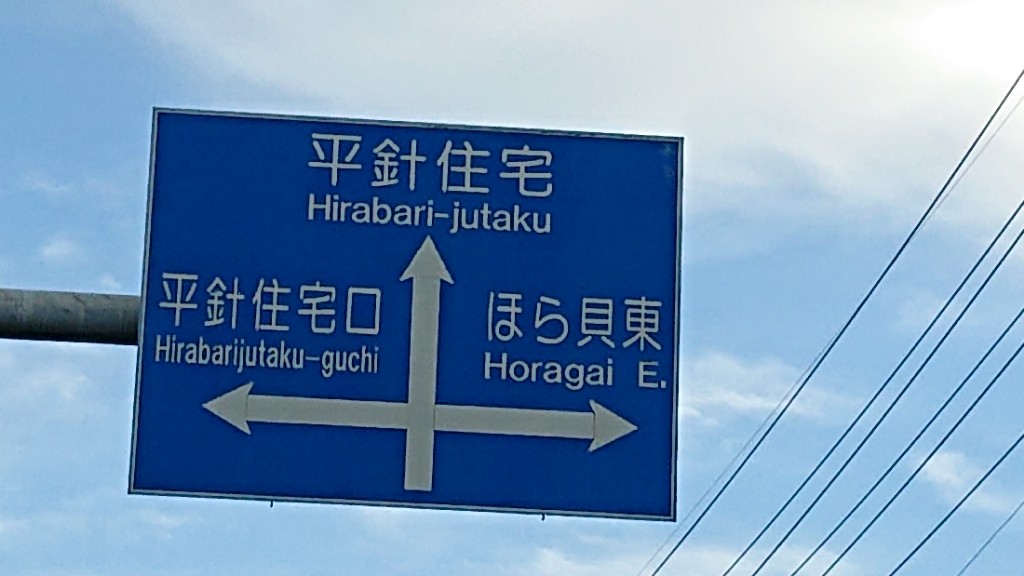 平針住宅
Hirabari-jutaku
平針住宅口
Hirabarijutaku-guchi
ほら貝東
Horagai E.